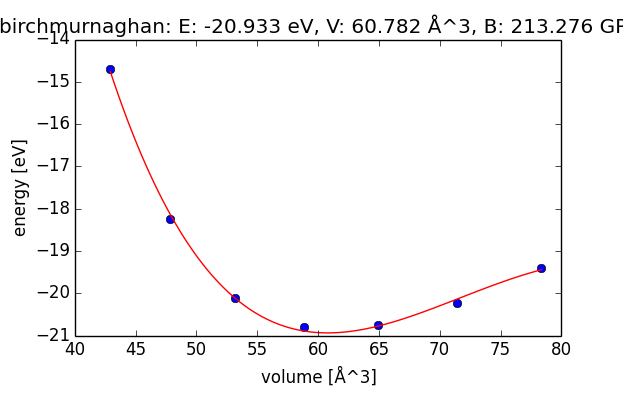 birchmurnaghan: E: -20.933 eV, V: 60.782 Å^3, B: 213.276 GP
−14
−15
−16
−17
−18
−19
−20
−21
energy [eV]
40 45 50 55 60 65 70 75 80
volume [Å^3]